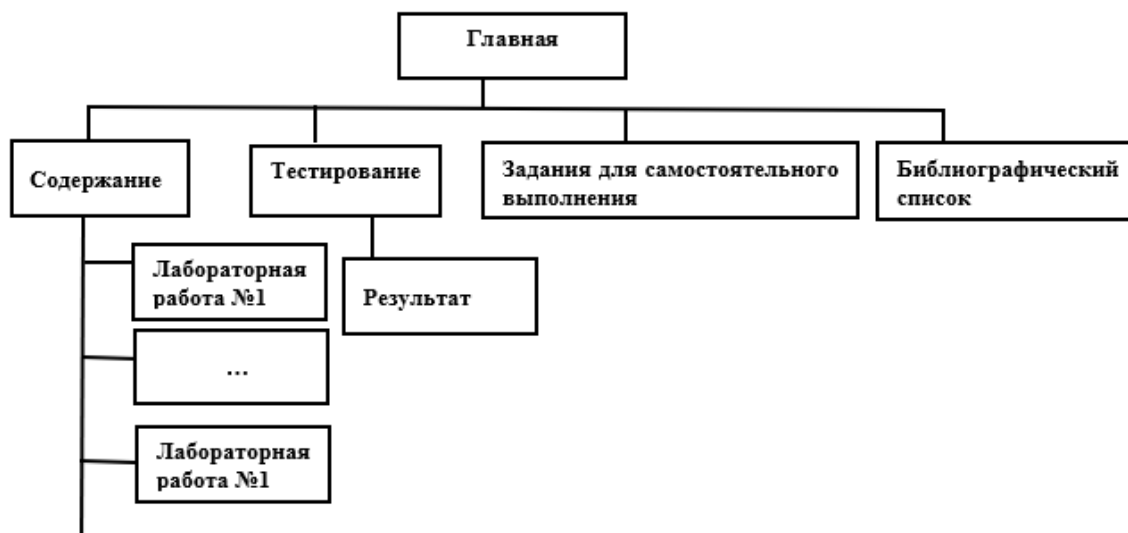 Главная
Содержание
Тестирование
Задания для самостоятельного
выполнения
Библиографический
список
Лабораторная
работа №1
Результат
...
Лабораторная
работа №1